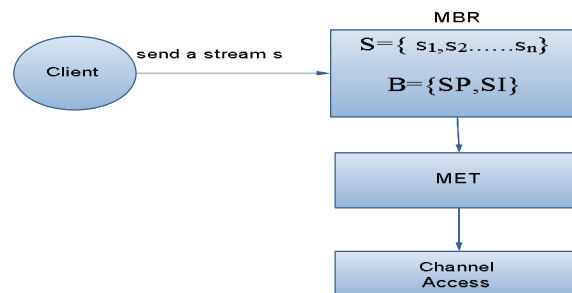 MBR
send a stream s
S={ s₁,s₂......sₙ}
Client
B={SP,SI}
MET
Channel
Access